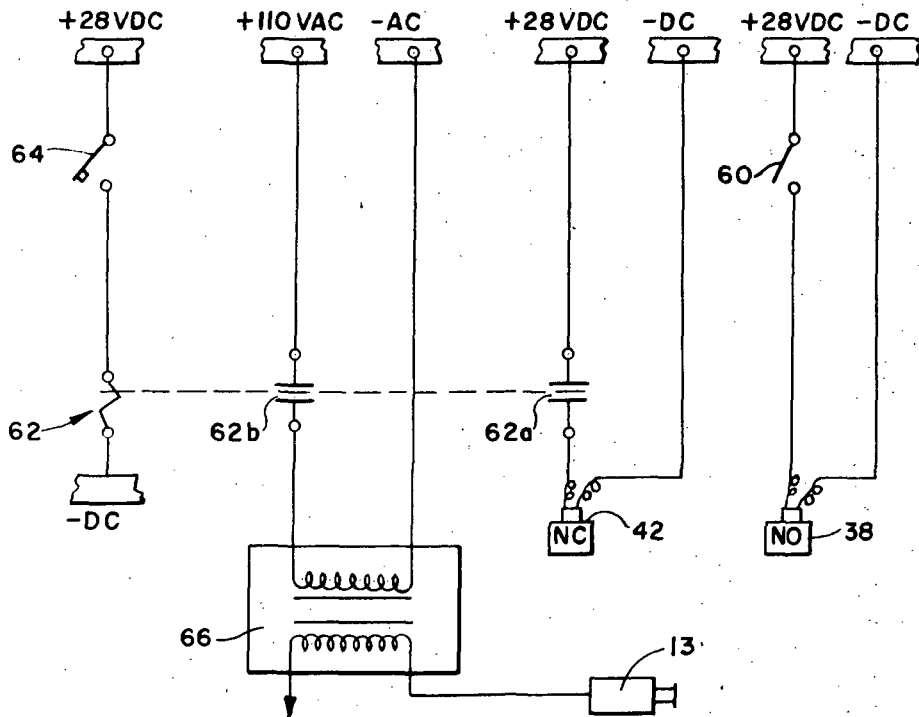 +28VDC +110VAC -AC +28VDC -DC +28VDC -DC
64 60
62 62b 62a
-DC
NC 42 NO 38
66
13